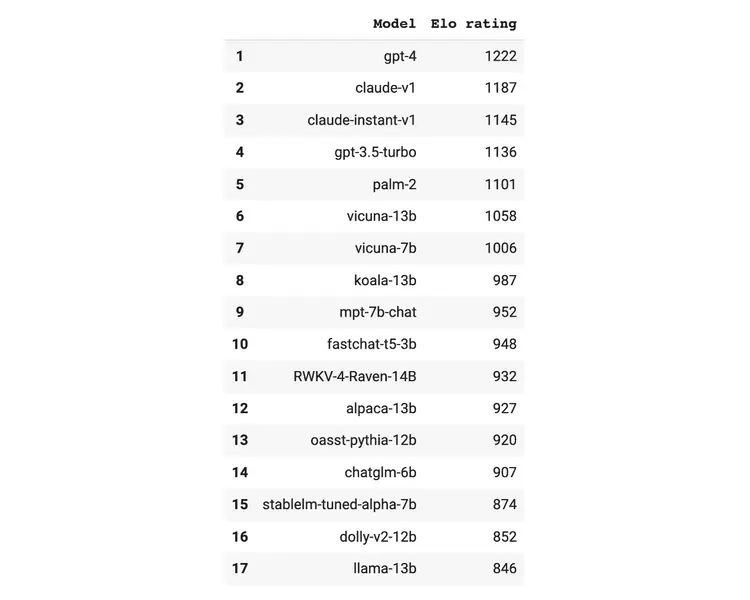 Model Elo rating
1 gpt-4 1222
2 claude-v1 1187
3 claude-instant-v1 1145
4 gpt-3.5-turbo 1136
5 palm-2 1101
6 vicuna-13b 1058
7 vicuna-7b 1006
8 koala-13b 987
9 mpt-7b-chat 952
10 fastchat-t5-3b 948
11 RWKV-4-Raven-14B 932
12 alpaca-13b 927
13 oasst-pythia-12b 920
14 chatglm-6b 907
15 stablelm-tuned-alpha-7b 874
16 dolly-v2-12b 852
17 llama-13b 846